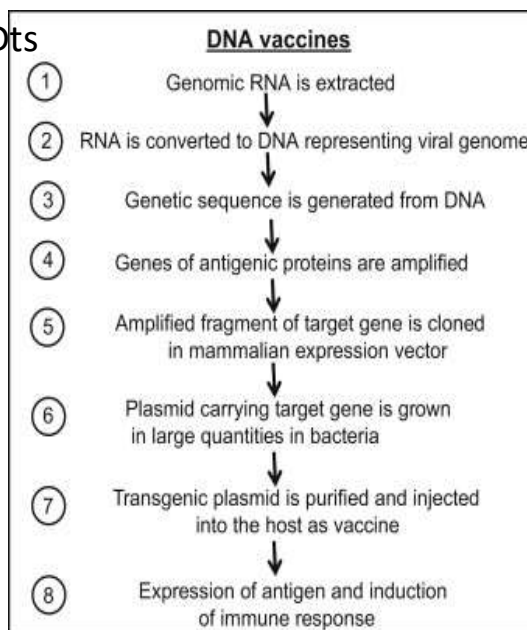 DNA vaccines
1 Genomic RNA is extracted
2 RNA is converted to DNA representing viral genome
3 Genetic sequence is generated from DNA
4 Genes of antigenic proteins are amplified
5 Amplified fragment of target gene is cloned
in mammalian expression vector
6 Plasmid carrying target gene is grown
in large quantities in bacteria
7 Transgenic plasmid is purified and injected
into the host as vaccine
8 Expression of antigen and induction
of immune response